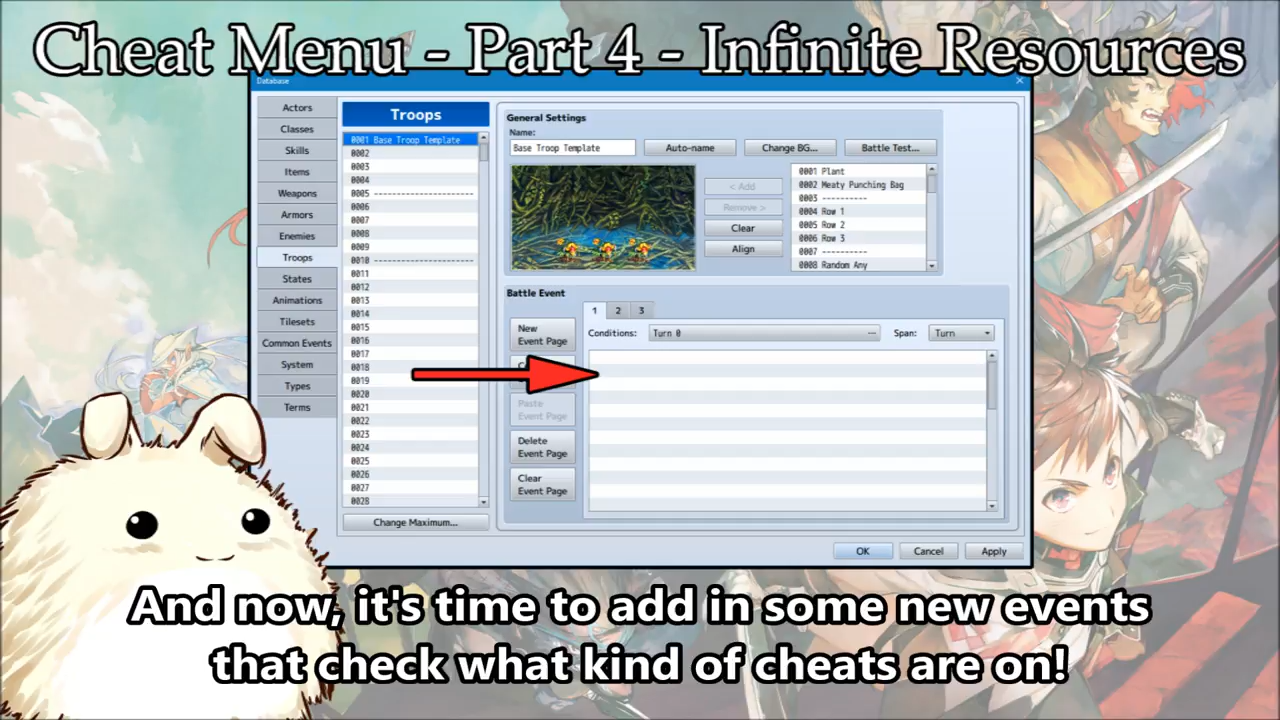 Cheat Menu - Part 4 - Infinite Resources
Database
Actors
Classes
Skills
Items
Weapons
Armors
Enemies
Troops
States
Animations
Tilesets
Common Events
System
Types
Terms
Troops
0001 Base Troop Template
0002
0003
0004
0005 ----------------------
0006
0007
0008
0009
0010 ----------------------
0011
0012
0013
0014
0015
0016
0017
0018
0019
0020
0021
0022
0023
0024
0025
0026
0027
0028
Change Maximum...
General Settings
Name:
Base Troop Template
Auto-name
Change BG...
Battle Test...
< Add
Remove >
Clear
Align
0001 Plant
0002 Meaty Punching Bag
0003 ----------
0004 Row 1
0005 Row 2
0006 Row 3
0007 ----------
0008 Random Any
Battle Event
1 2 3
Conditions: Turn 0 ...
Span: Turn
New
Event Page
Paste
Event Page
Delete
Event Page
Clear
Event Page
OK
Cancel
Apply
And now, it's time to add in some new events
that check what kind of cheats are on!